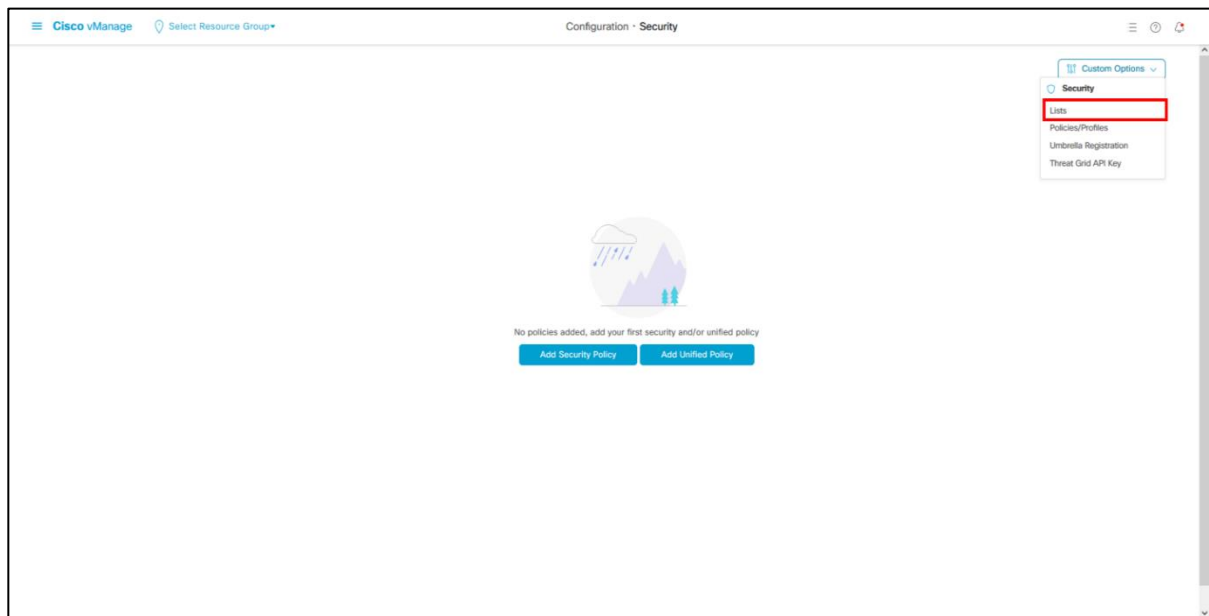 Cisco vManage
Select Resource Group
Configuration · Security
Custom Options
Security
Lists
Policies/Profiles
Umbrella Registration
Threat Grid API Key
No policies added, add your first security and/or unified policy
Add Security Policy
Add Unified Policy